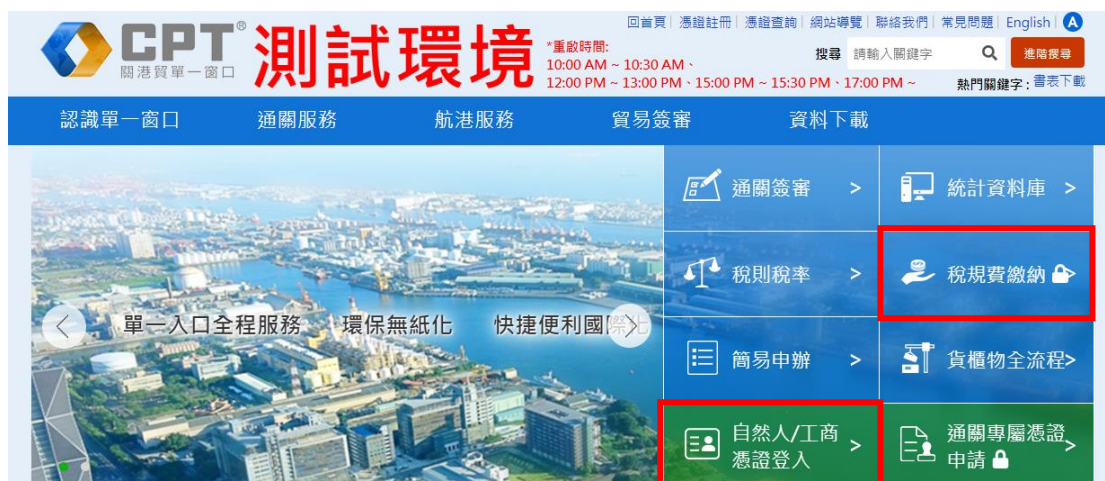 回首頁| 憑證註冊| 憑證查詢| 網站導覽| 聯絡我們| 常見問題| English| A
CPT®
關港貿單一窗口
測試環境
*重啟時間:
10:00 AM ~ 10:30 AM、
12:00 PM ~ 13:00 PM、15:00 PM ~ 15:30 PM、17:00 PM ~
搜尋 請輸入關鍵字 進階搜尋
熱門關鍵字 : 書表下載
認識單一窗口 通關服務 航港服務 貿易簽審 資料下載
單一入口全程服務 環保無紙化 快捷便利國際化
通關簽審 >
統計資料庫 >
稅則稅率 >
稅規費繳納 >
簡易申辦 >
貨櫃物全流程>
自然人/工商
憑證登入 >
通關專屬憑證
申請 >